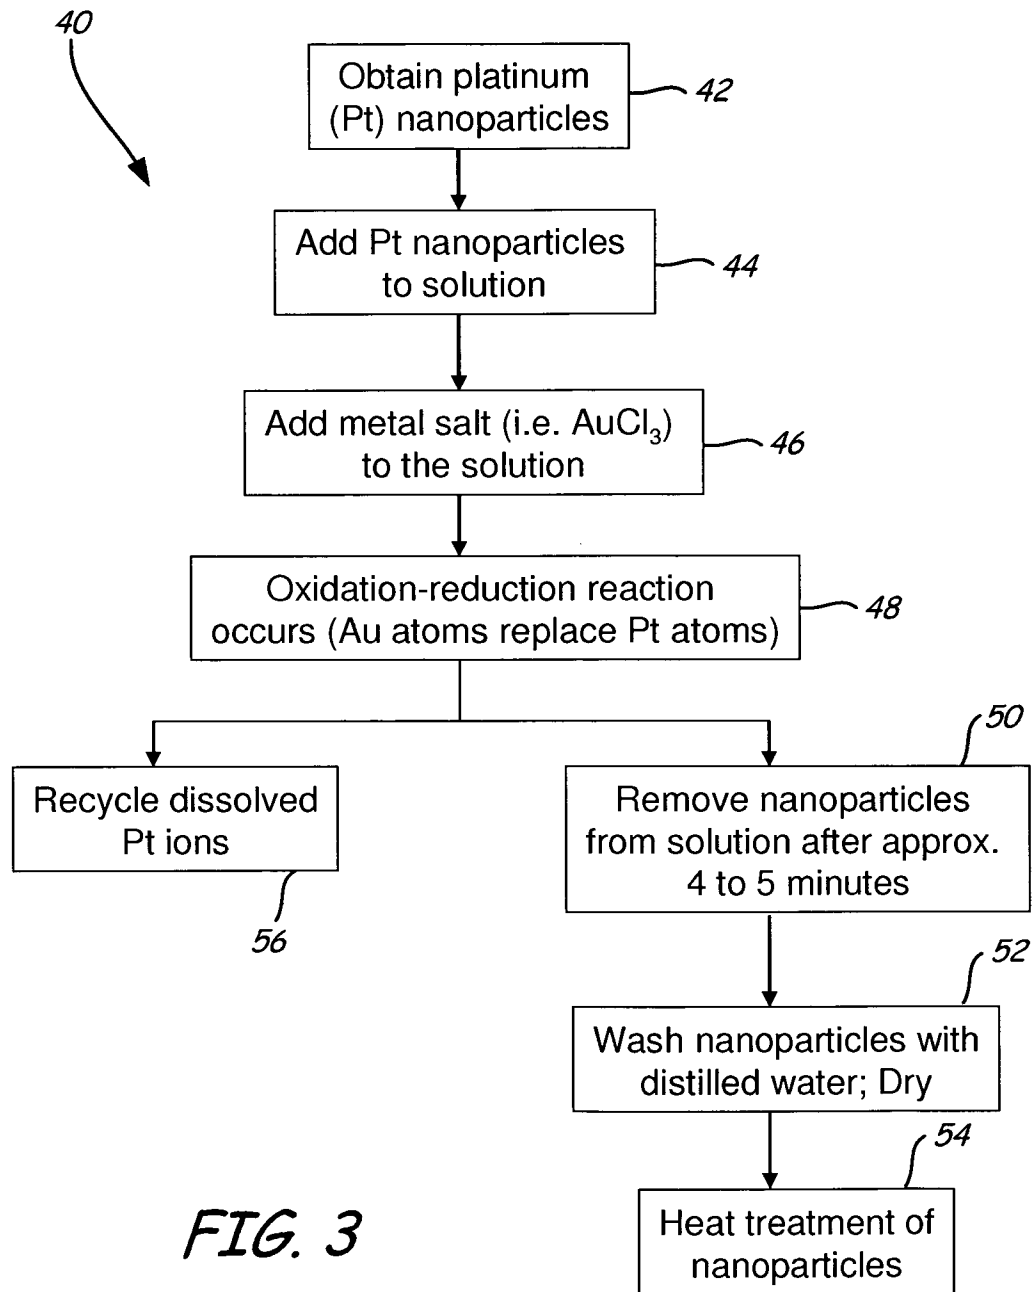 40
Obtain platinum
(Pt) nanoparticles
42
Add Pt nanoparticles
to solution
44
Add metal salt (i.e. AuCl₃)
to the solution
46
Oxidation-reduction reaction
occurs (Au atoms replace Pt atoms)
48
Recycle dissolved
Pt ions
56
50
Remove nanoparticles
from solution after approx.
4 to 5 minutes
52
Wash nanoparticles with
distilled water; Dry
54
Heat treatment of
nanoparticles
FIG. 3